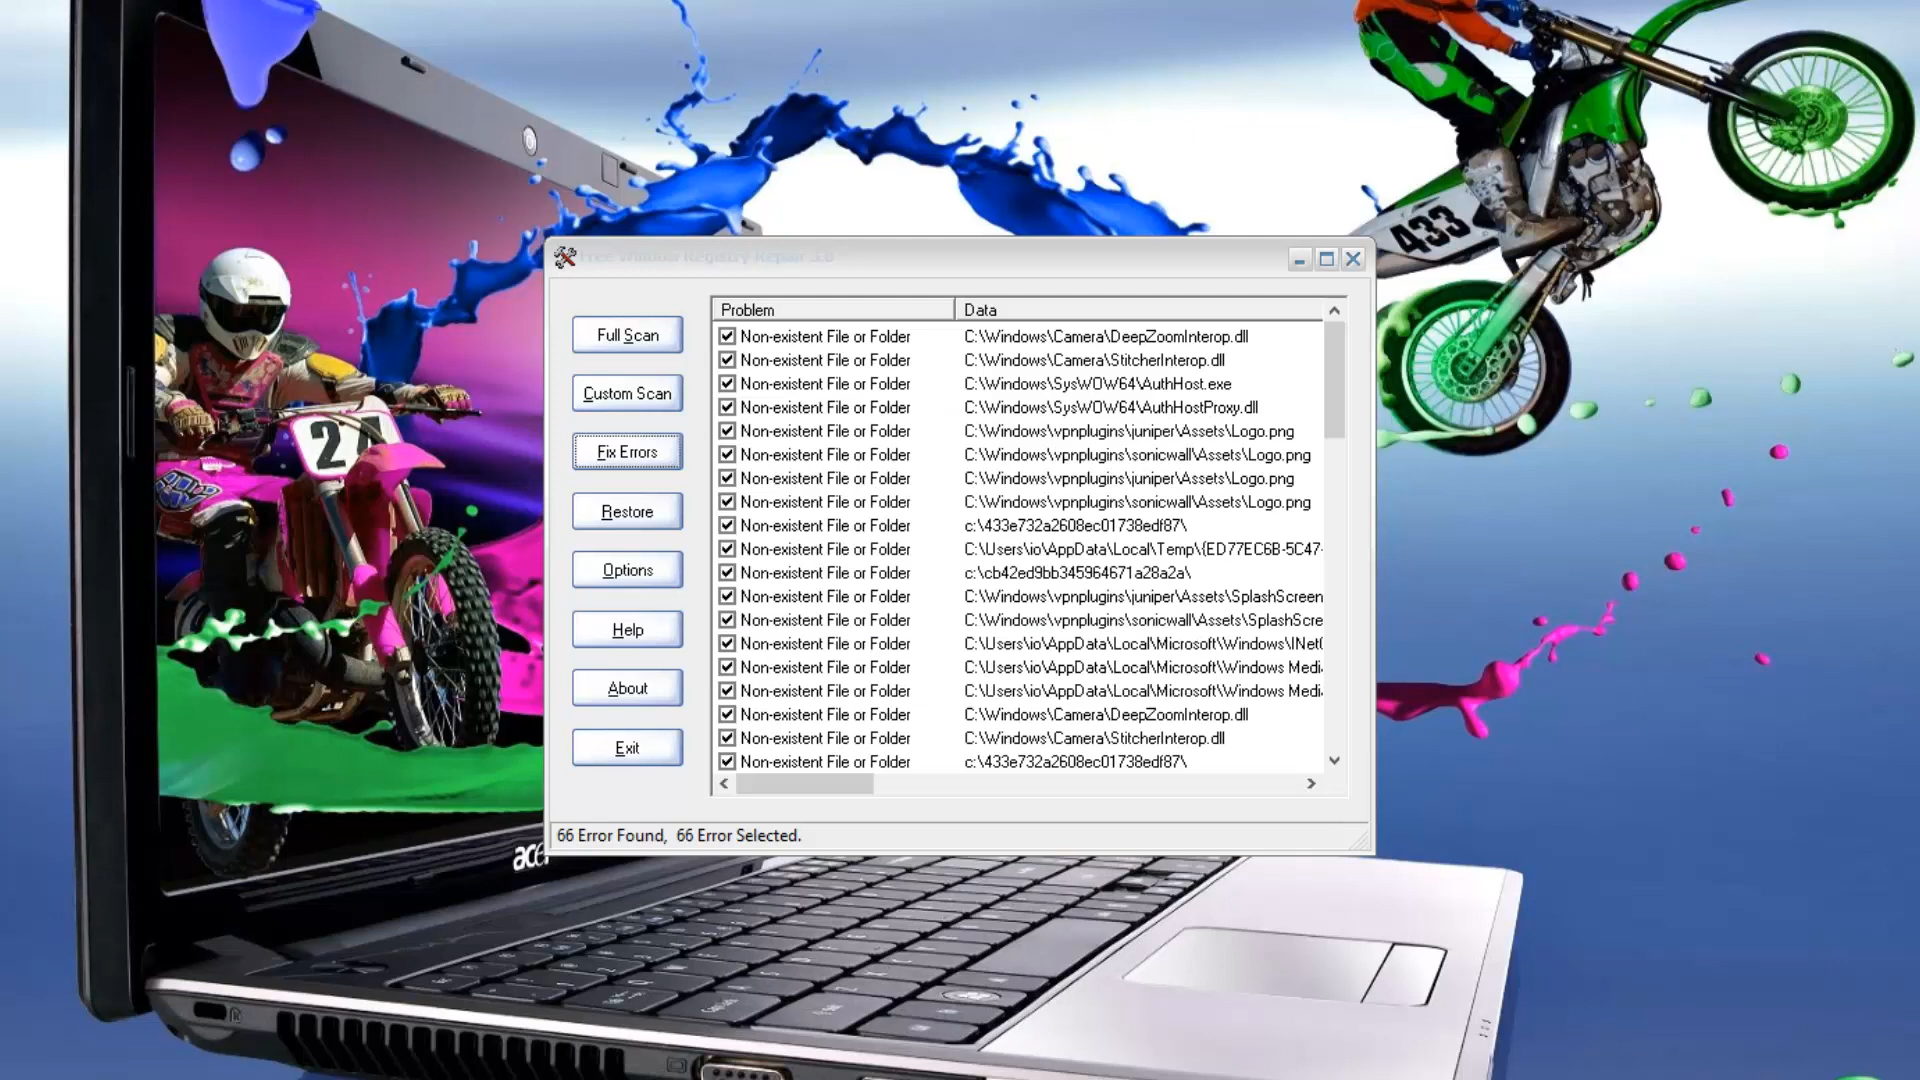 Free Window Registry Repair 3.0
Problem Data
Full Scan
Custom Scan
Fix Errors
Restore
Options
Help
About
Exit
Non-existent File or Folder C:\Windows\Camera\DeepZoomInterop.dll
Non-existent File or Folder C:\Windows\Camera\StitcherInterop.dll
Non-existent File or Folder C:\Windows\SysWOW64\AuthHost.exe
Non-existent File or Folder C:\Windows\SysWOW64\AuthHostProxy.dll
Non-existent File or Folder C:\Windows\vpnplugins\juniper\Assets\Logo.png
Non-existent File or Folder C:\Windows\vpnplugins\sonicwall\Assets\Logo.png
Non-existent File or Folder C:\Windows\vpnplugins\juniper\Assets\Logo.png
Non-existent File or Folder C:\Windows\vpnplugins\sonicwall\Assets\Logo.png
Non-existent File or Folder c:\433e732a2608ec01738edf87\
Non-existent File or Folder C:\Users\io\AppData\Local\Temp\{ED77EC6B-5C47-
Non-existent File or Folder c:\cb42ed9bb345964671a28a2a\
Non-existent File or Folder C:\Windows\vpnplugins\juniper\Assets\SplashScreen
Non-existent File or Folder C:\Windows\vpnplugins\sonicwall\Assets\SplashScre
Non-existent File or Folder C:\Users\io\AppData\Local\Microsoft\Windows\INet
Non-existent File or Folder C:\Users\io\AppData\Local\Microsoft\Windows Medi
Non-existent File or Folder C:\Users\io\AppData\Local\Microsoft\Windows Medi
Non-existent File or Folder C:\Windows\Camera\DeepZoomInterop.dll
Non-existent File or Folder C:\Windows\Camera\StitcherInterop.dll
Non-existent File or Folder c:\433e732a2608ec01738edf87\
66 Error Found, 66 Error Selected.
433